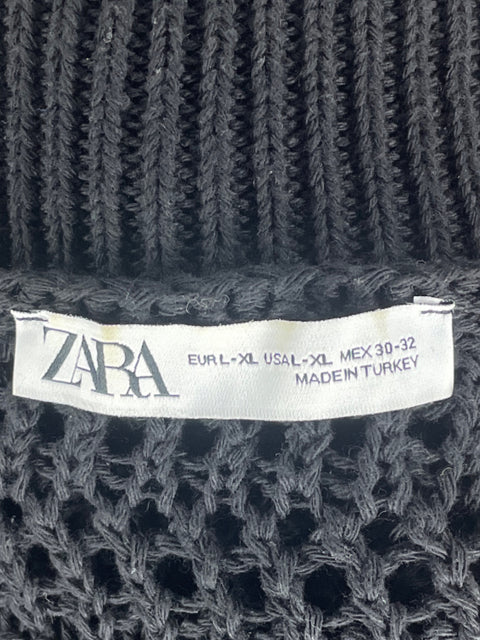 ZARA
EUR L-XL USA L-XL MEX 30-32
MADE IN TURKEY